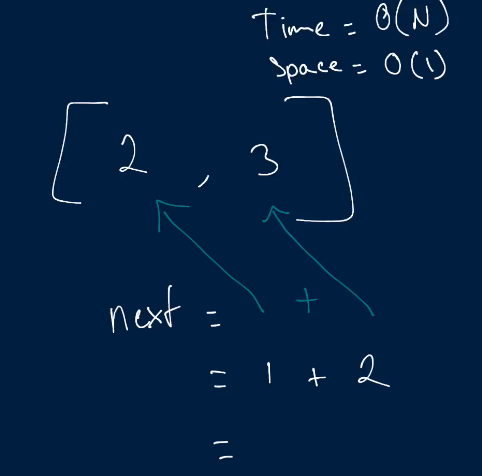 Time = O(N)
Space = O(1)
[ 2 , 3 ]
next = +
= 1 + 2
=